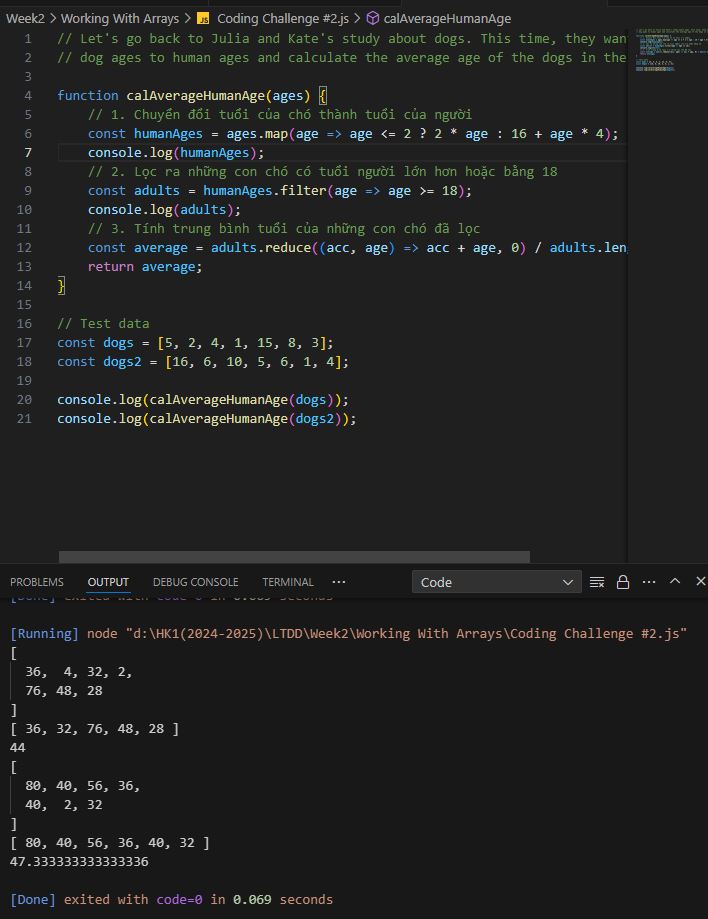 Week2 > Working With Arrays > JS Coding Challenge #2.js > calAverageHumanAge
1 // Let's go back to Julia and Kate's study about dogs. This time, they wan
2 // dog ages to human ages and calculate the average age of the dogs in the
3
4 function calAverageHumanAge(ages) {
5 // 1. Chuyển đổi tuổi của chó thành tuổi của người
6 const humanAges = ages.map(age => age <= 2 ? 2 * age : 16 + age * 4);
7 console.log(humanAges);
8 // 2. Lọc ra những con chó có tuổi người lớn hơn hoặc bằng 18
9 const adults = humanAges.filter(age => age >= 18);
10 console.log(adults);
11 // 3. Tính trung bình tuổi của những con chó đã lọc
12 const average = adults.reduce((acc, age) => acc + age, 0) / adults.len
13 return average;
14 }
15
16 // Test data
17 const dogs = [5, 2, 4, 1, 15, 8, 3];
18 const dogs2 = [16, 6, 10, 5, 6, 1, 4];
19
20 console.log(calAverageHumanAge(dogs));
21 console.log(calAverageHumanAge(dogs2));
PROBLEMS OUTPUT DEBUG CONSOLE TERMINAL ··· Code
[Done] exited with code=0 in 0.069 seconds
[Running] node "d:\HK1(2024-2025)\LTDD\Week2\Working With Arrays\Coding Challenge #2.js"
[
36, 4, 32, 2,
76, 48, 28
]
[ 36, 32, 76, 48, 28 ]
44
[
80, 40, 56, 36,
40, 2, 32
]
[ 80, 40, 56, 36, 40, 32 ]
47.333333333333336
[Done] exited with code=0 in 0.069 seconds